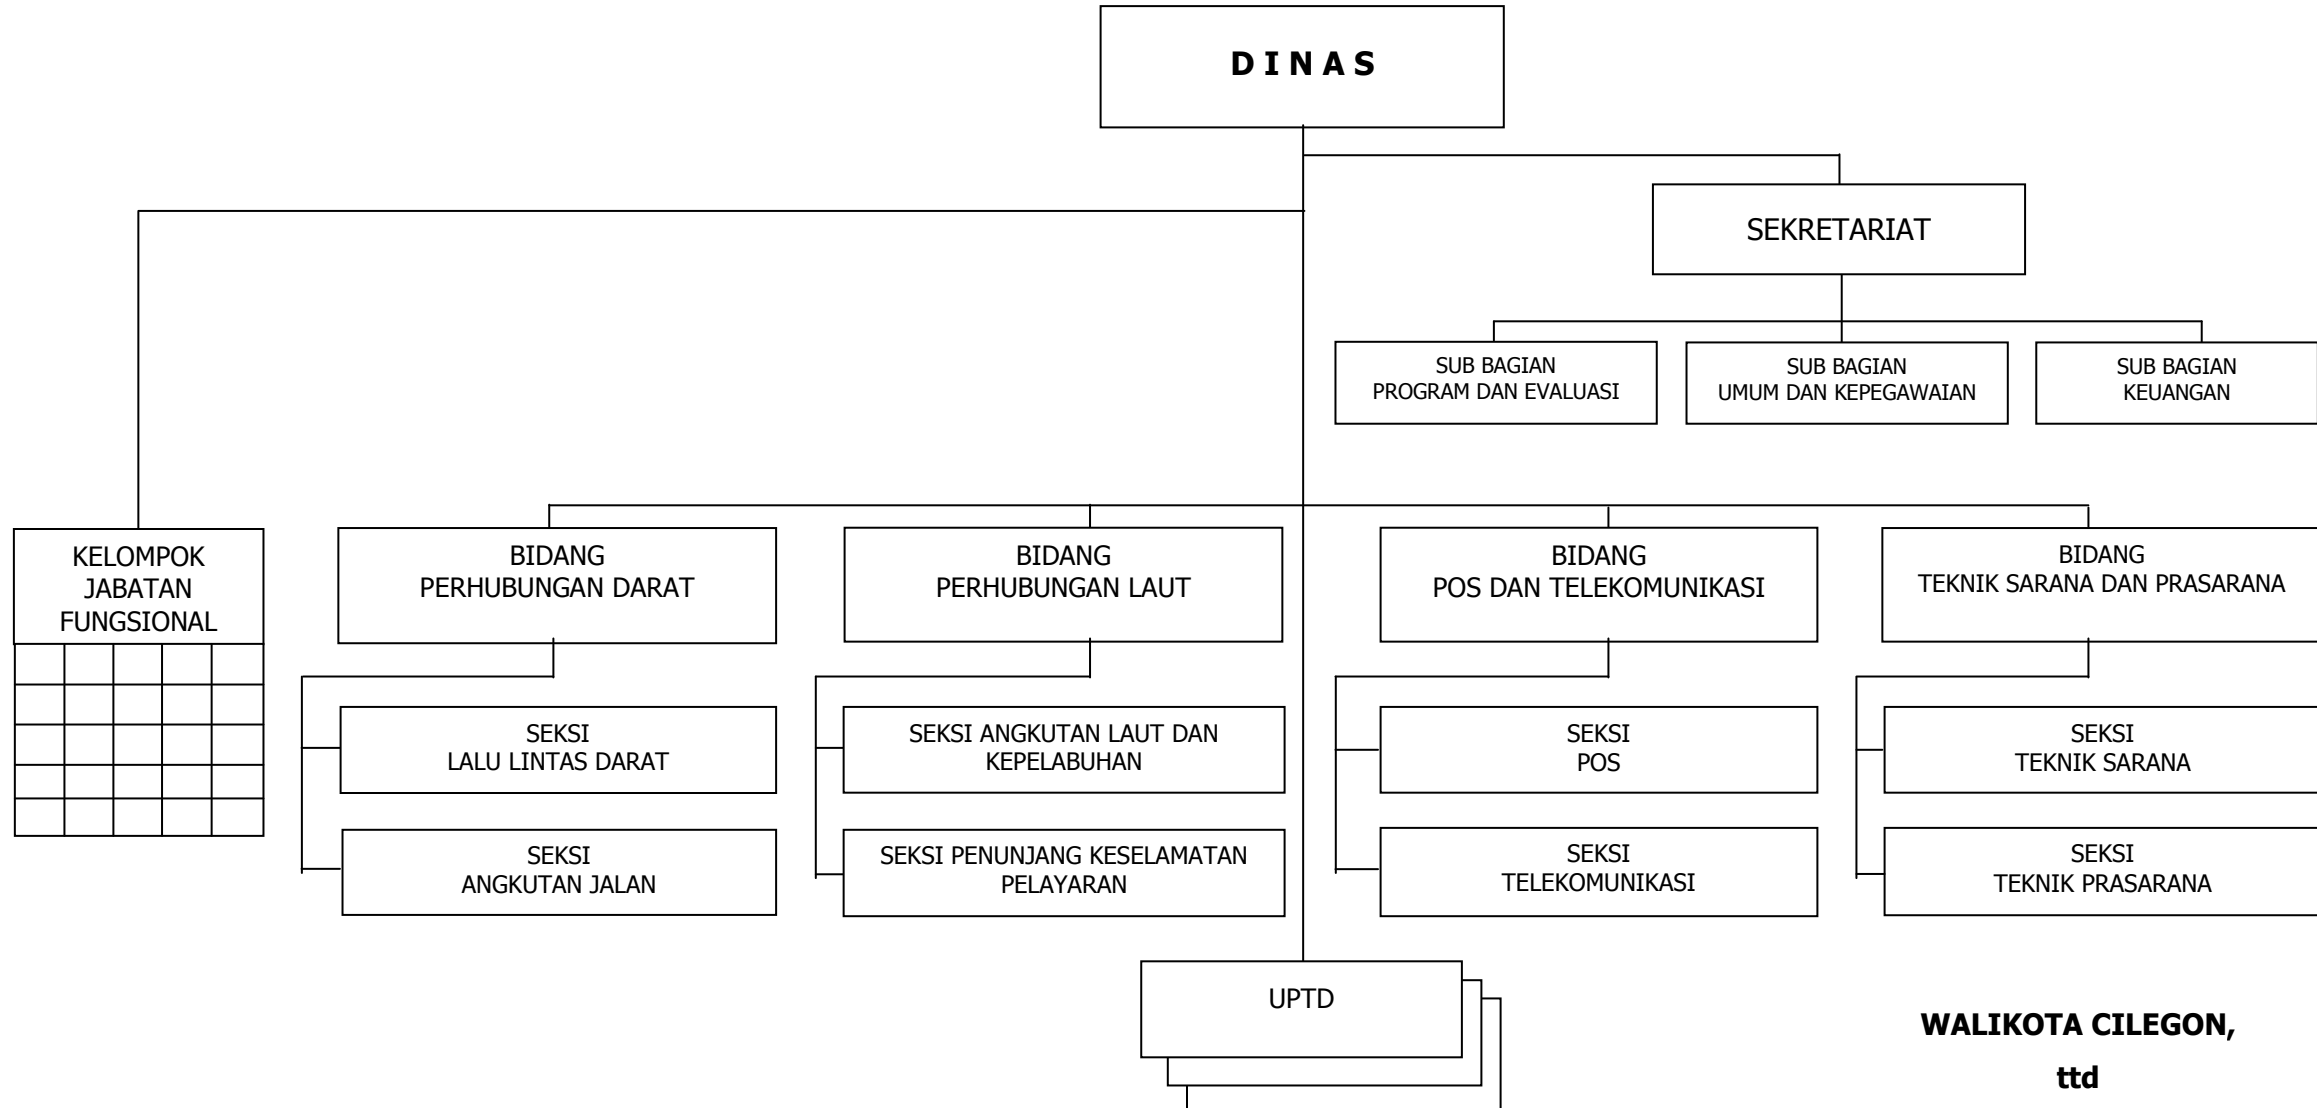 D I N A S
SEKRETARIAT
SUB BAGIAN
PROGRAM DAN EVALUASI
SUB BAGIAN
UMUM DAN KEPEGAWAIAN
SUB BAGIAN
KEUANGAN
KELOMPOK
JABATAN
FUNGSIONAL
BIDANG
PERHUBUNGAN DARAT
BIDANG
PERHUBUNGAN LAUT
BIDANG
POS DAN TELEKOMUNIKASI
BIDANG
TEKNIK SARANA DAN PRASARANA
SEKSI
LALU LINTAS DARAT
SEKSI ANGKUTAN LAUT DAN
KEPELABUHAN
SEKSI
POS
SEKSI
TEKNIK SARANA
SEKSI
ANGKUTAN JALAN
SEKSI PENUNJANG KESELAMATAN
PELAYARAN
SEKSI
TELEKOMUNIKASI
SEKSI
TEKNIK PRASARANA
UPTD
WALIKOTA CILEGON,
ttd